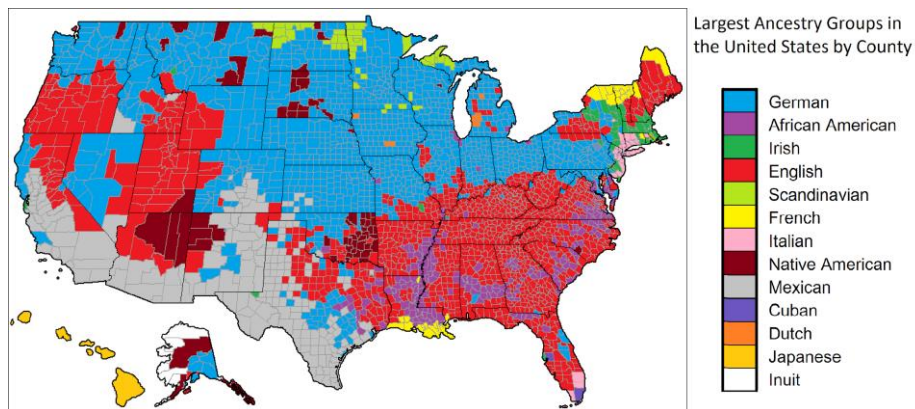 Largest Ancestry Groups in
the United States by County
German
African American
Irish
English
Scandinavian
French
Italian
Native American
Mexican
Cuban
Dutch
Japanese
Inuit